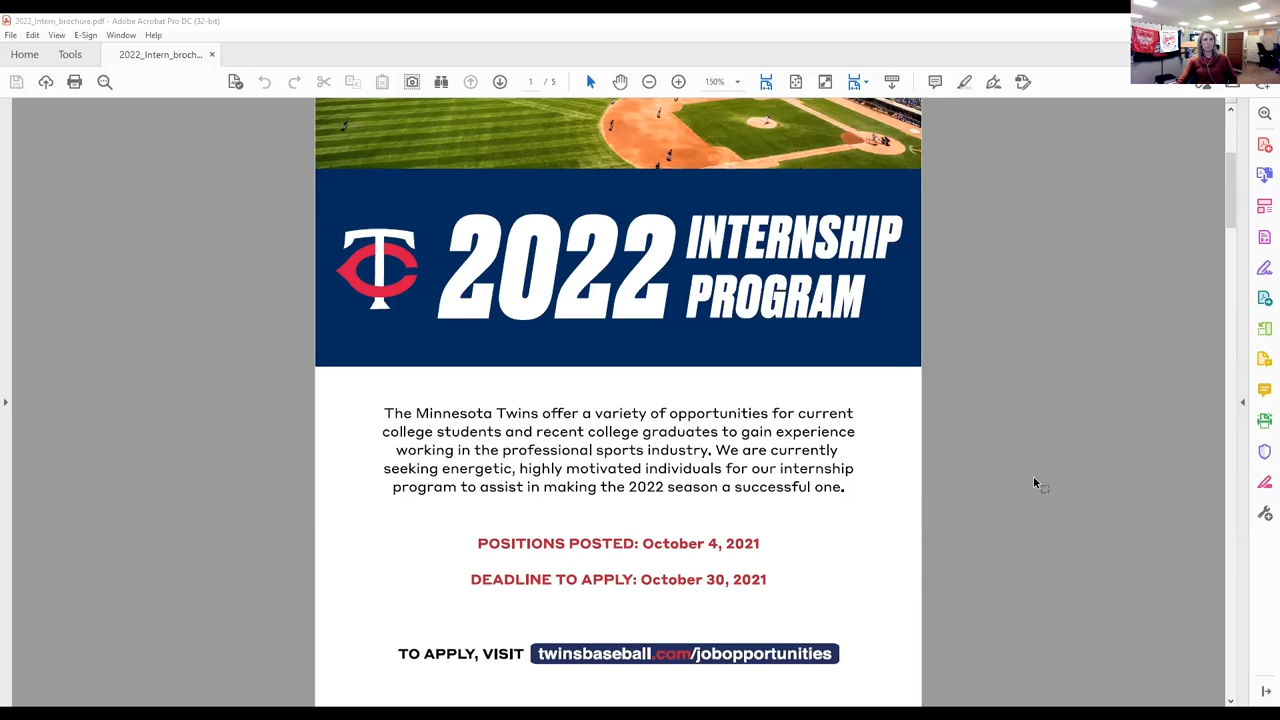 2022_Intern_brochure.pdf - Adobe Acrobat Pro DC (32-bit)
File Edit View E-Sign Window Help
Home Tools 2022_Intern_broch... ×
1 / 5 150%
TC 2022 INTERNSHIP
PROGRAM
The Minnesota Twins offer a variety of opportunities for current
college students and recent college graduates to gain experience
working in the professional sports industry. We are currently
seeking energetic, highly motivated individuals for our internship
program to assist in making the 2022 season a successful one.
POSITIONS POSTED: October 4, 2021
DEADLINE TO APPLY: October 30, 2021
TO APPLY, VISIT twinsbaseball.com/jobopportunities